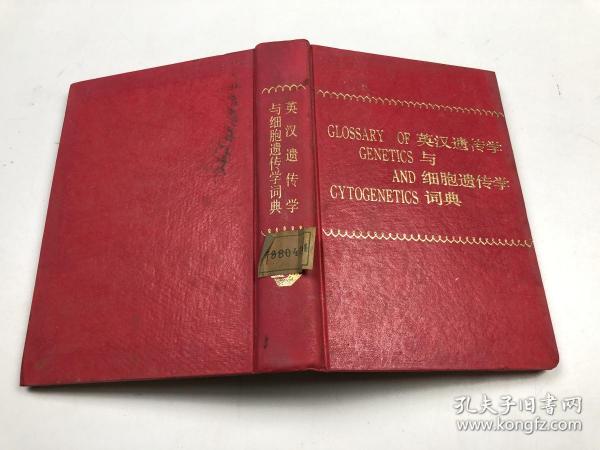 英汉遗传学
与细胞遗传学词典
GLOSSARY OF 英汉遗传学
GENETICS 与
AND 细胞遗传学
CYTOGENETICS 词典
孔夫子旧书网
www.kongfz.com